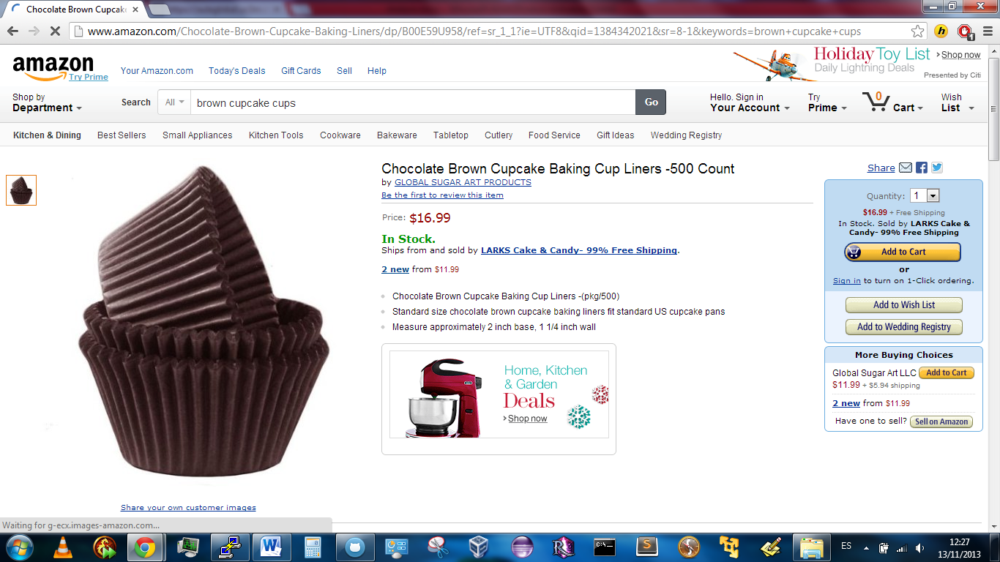 Chocolate Brown Cupcake
www.amazon.com/Chocolate-Brown-Cupcake-Baking-Liners/dp/B00E59U958/ref=sr_1_1?ie=UTF8&qid=1384342021&sr=8-1&keywords=brown+cupcake+cups
h
1
amazon
Try Prime
Your Amazon.com Today's Deals Gift Cards Sell Help
Holiday Toy List
Daily Lightning Deals
Shop now
Presented by Citi
Shop by
Department
Search
All
brown cupcake cups
Go
Hello. Sign in
Your Account
Try
Prime
0
Cart
Wish
List
Kitchen & Dining Best Sellers Small Appliances Kitchen Tools Cookware Bakeware Tabletop Cutlery Food Service Gift Ideas Wedding Registry
Chocolate Brown Cupcake Baking Cup Liners -500 Count
by GLOBAL SUGAR ART PRODUCTS
Be the first to review this item
Price: $16.99
In Stock.
Ships from and sold by LARKS Cake & Candy- 99% Free Shipping.
2 new from $11.99
Chocolate Brown Cupcake Baking Cup Liners -(pkg/500)
Standard size chocolate brown cupcake baking liners fit standard US cupcake pans
Measure approximately 2 inch base, 1 1/4 inch wall
Home, Kitchen
& Garden
Deals
Shop now
Share your own customer images
Share
Quantity: 1
$16.99 + Free Shipping
In Stock. Sold by LARKS Cake &
Candy- 99% Free Shipping
Add to Cart
or
Sign in to turn on 1-Click ordering.
Add to Wish List
Add to Wedding Registry
More Buying Choices
Global Sugar Art LLC Add to Cart
$11.99 + $5.94 shipping
2 new from $11.99
Have one to sell? Sell on Amazon
Waiting for g-ecx.images-amazon.com...
ES
12:27
13/11/2013